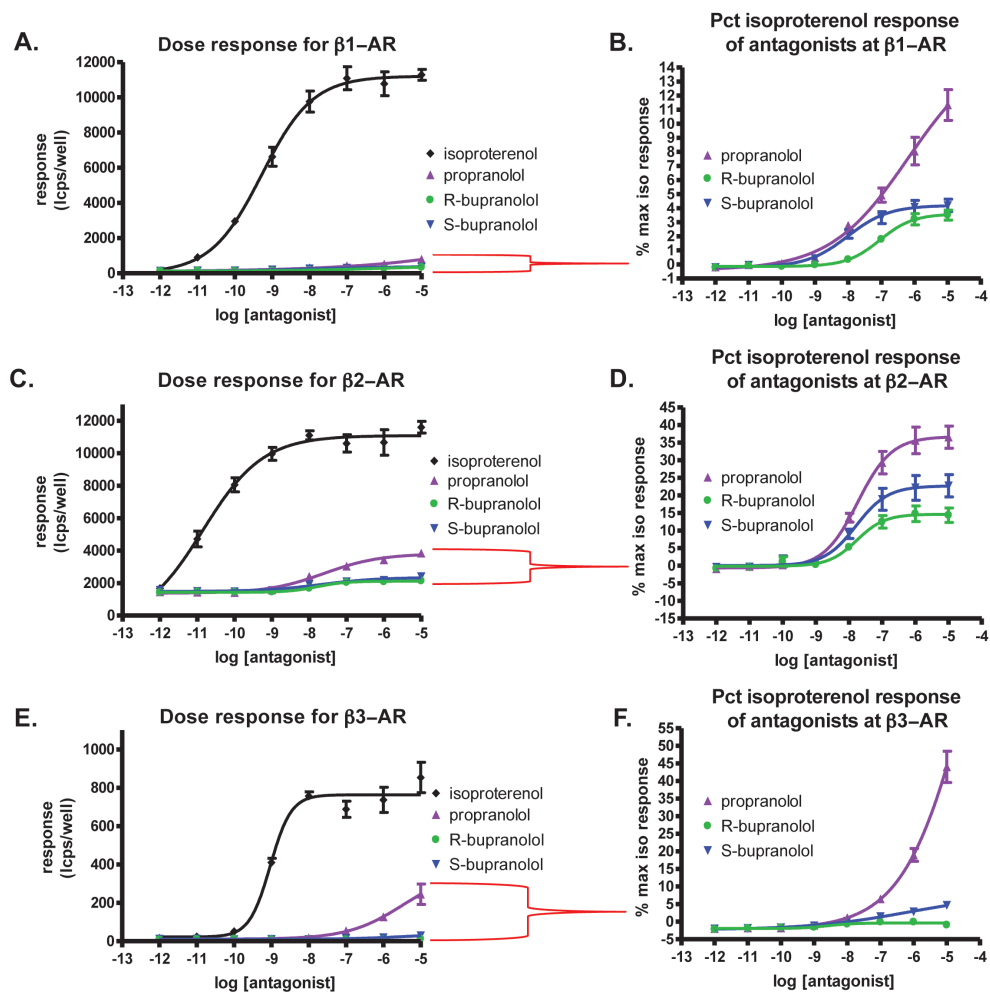 A.
Dose response for β1–AR
response
(lcps/well)
12000
10000
8000
6000
4000
2000
0
-13 -12 -11 -10 -9 -8 -7 -6 -5
log [antagonist]
isoproterenol
propranolol
R-bupranolol
S-bupranolol
B.
Pct isoproterenol response
of antagonists at β1–AR
% max iso response
14
13
12
11
10
9
8
7
6
5
4
3
2
1
0
-1
-13 -12 -11 -10 -9 -8 -7 -6 -5 -4
log [antagonist]
propranolol
R-bupranolol
S-bupranolol
C.
Dose response for β2–AR
response
(lcps/well)
12000
10000
8000
6000
4000
2000
0
-13 -12 -11 -10 -9 -8 -7 -6 -5
log [antagonist]
isoproterenol
propranolol
R-bupranolol
S-bupranolol
D.
Pct isoproterenol response
of antagonists at β2–AR
% max iso response
45
40
35
30
25
20
15
10
5
0
-5
-10
-15
-13 -12 -11 -10 -9 -8 -7 -6 -5 -4
log [antagonist]
propranolol
R-bupranolol
S-bupranolol
E.
Dose response for β3–AR
response
(lcps/well)
1000
800
600
400
200
0
-13 -12 -11 -10 -9 -8 -7 -6 -5
log [antagonist]
isoproterenol
propranolol
R-bupranolol
S-bupranolol
F.
Pct isoproterenol response
of antagonists at β3–AR
% max iso response
55
50
45
40
35
30
25
20
15
10
5
0
5
-13 -12 -11 -10 -9 -8 -7 -6 -5 -4
log [antagonist]
propranolol
R-bupranolol
S-bupranolol